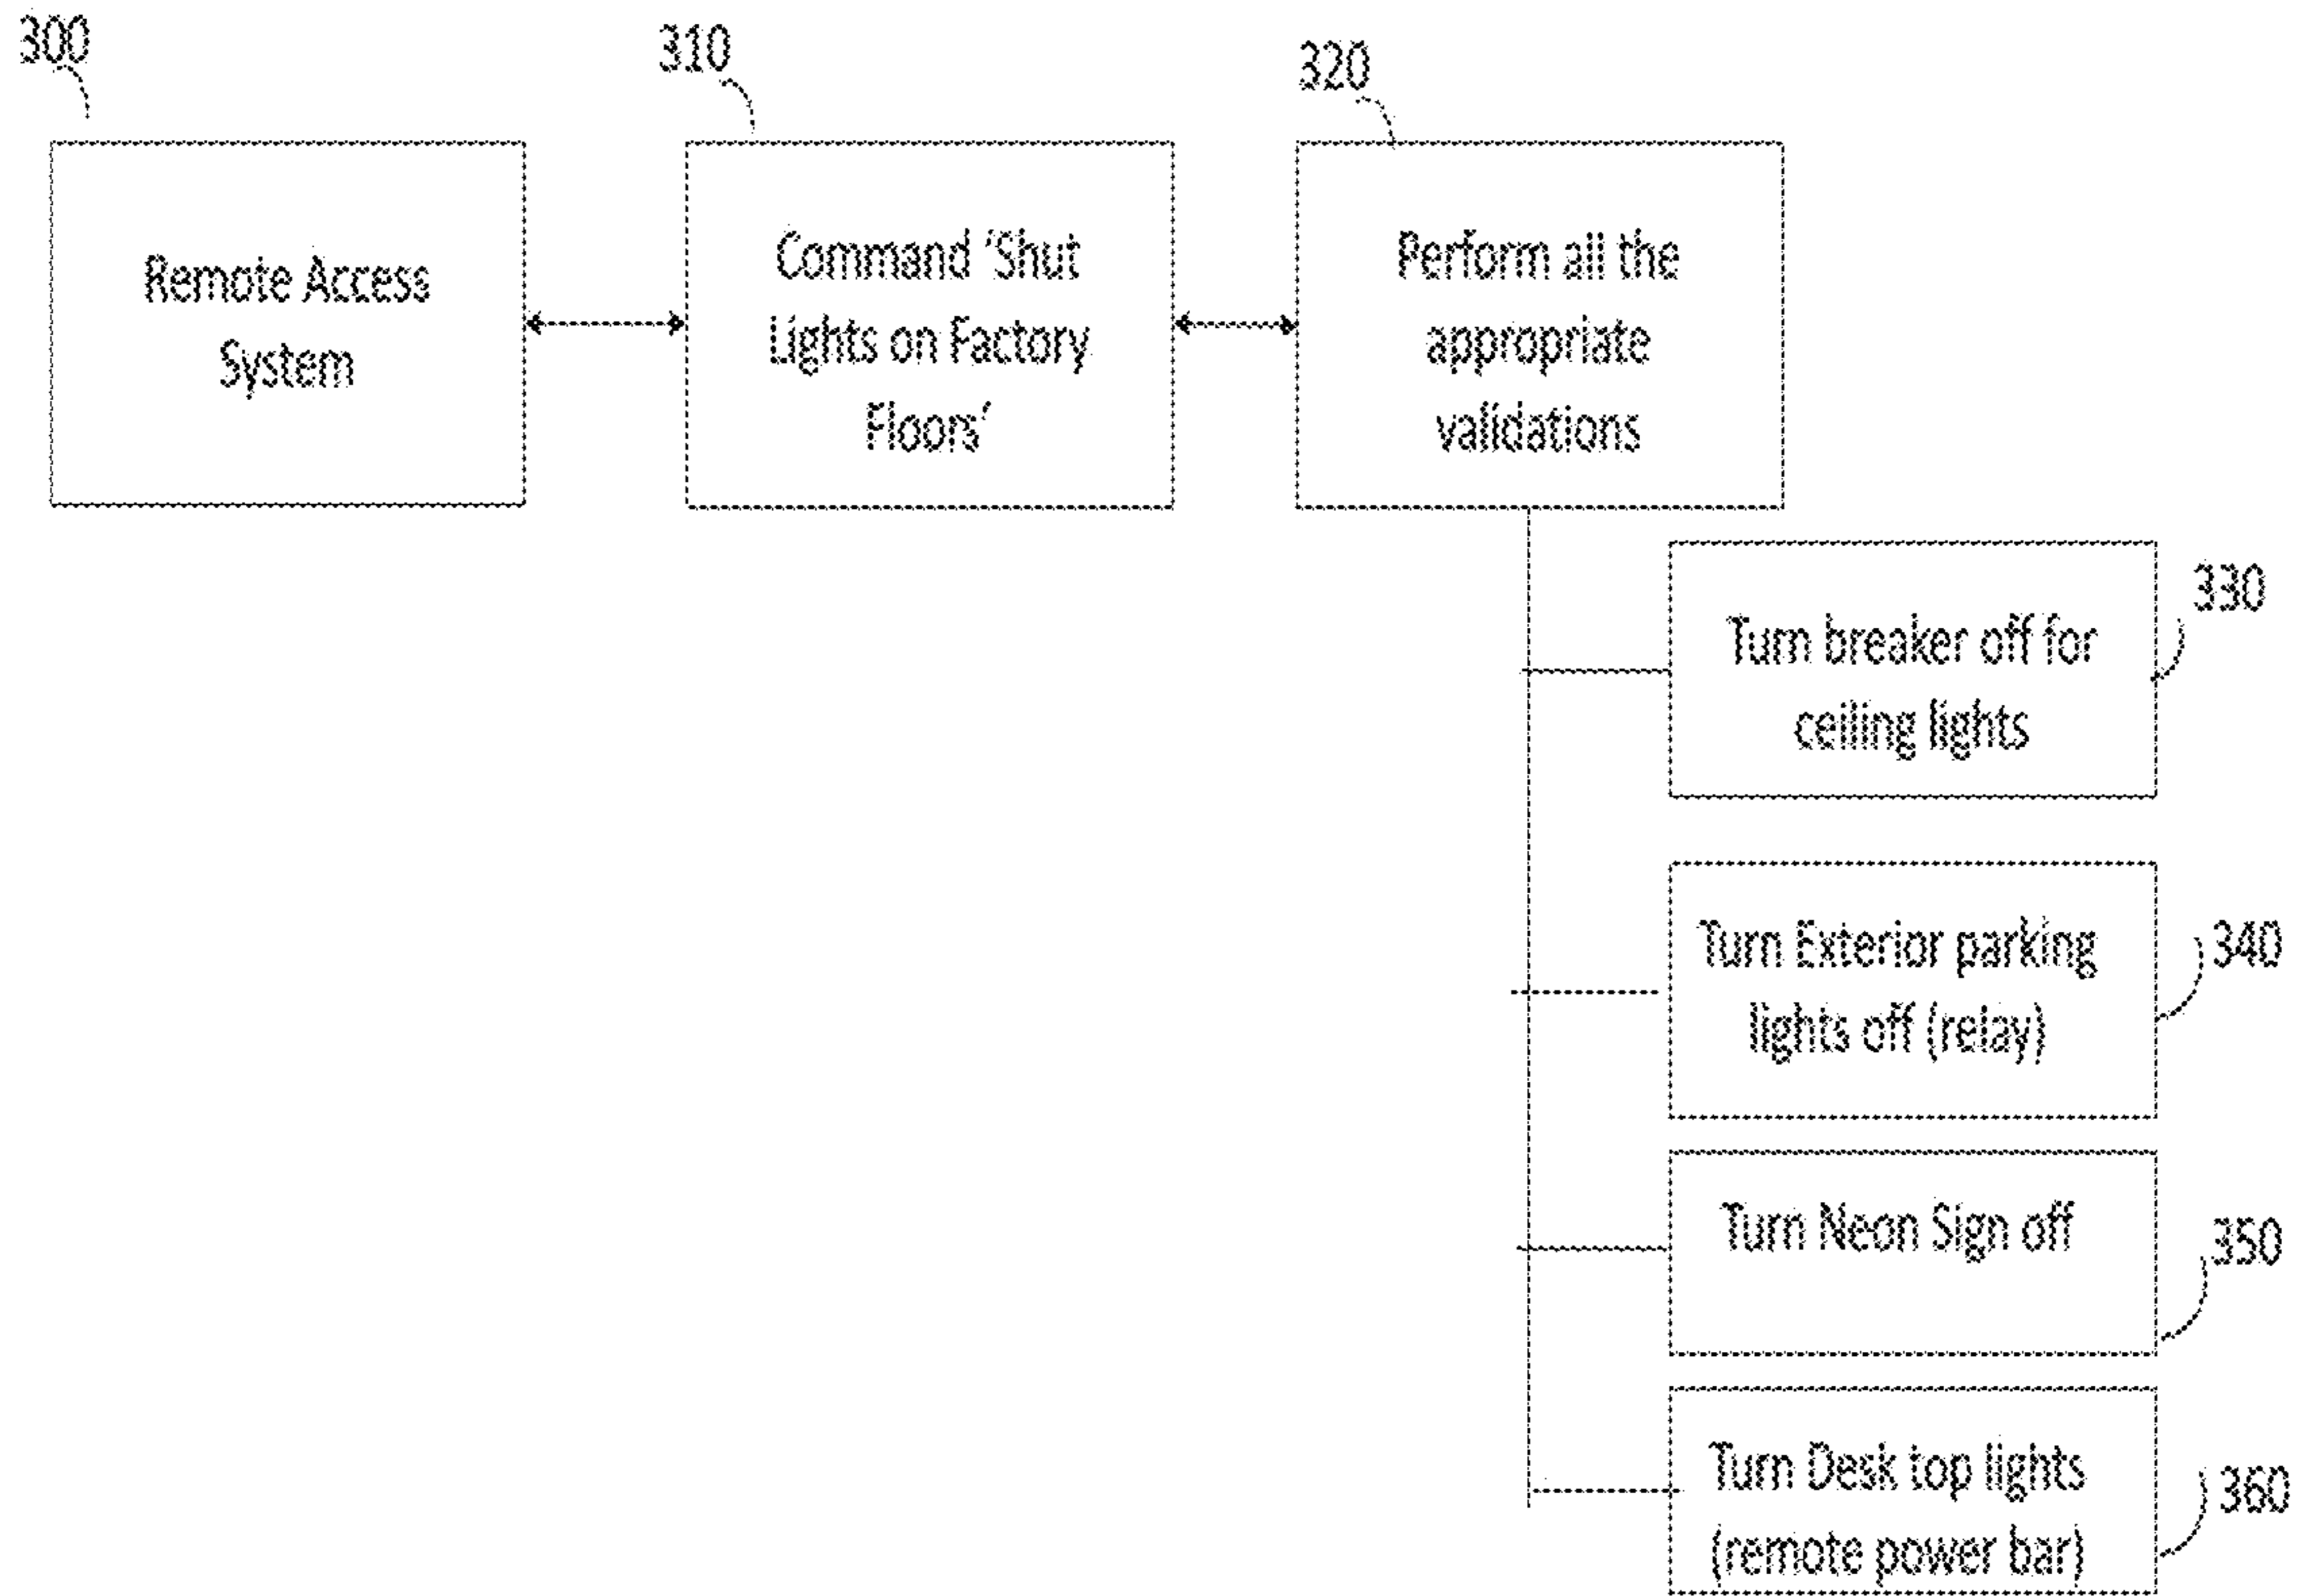 300
310
320
Remote Access
System
Command ‘Shut
Lights on Factory
Floors’
Perform all the
appropriate
validations
330
Turn breaker off for
ceiling lights
340
Turn Exterior parking
lights off (relay)
350
Turn Neon Sign off
360
Turn Desk top lights
(remote power bar)